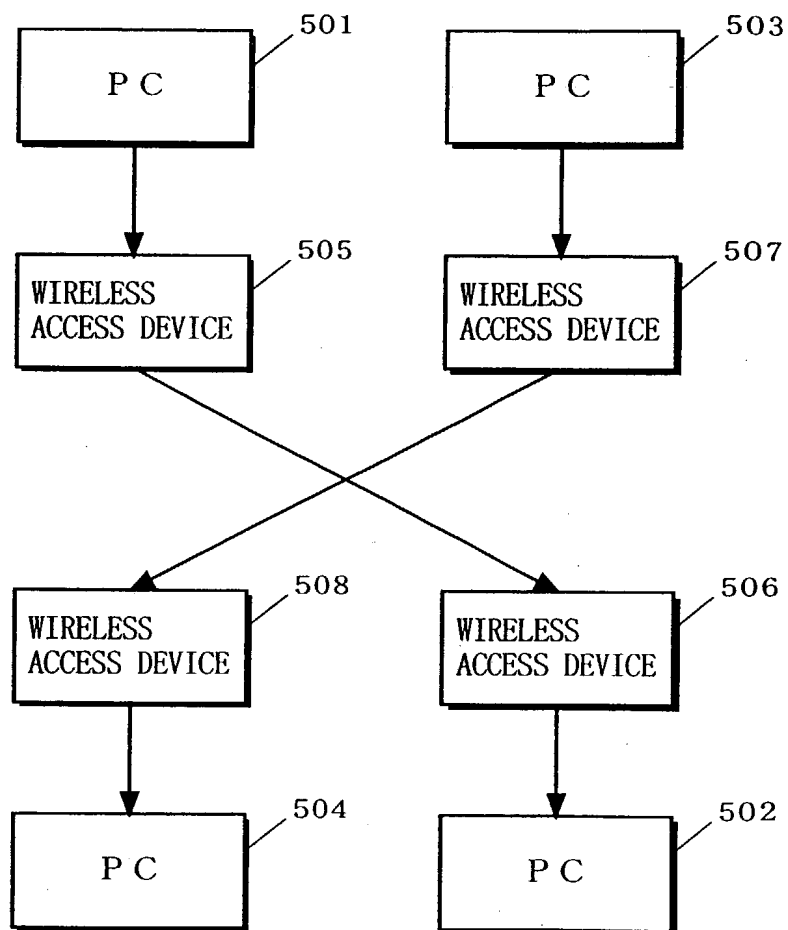 501
503
P C
P C
505
507
WIRELESS
ACCESS DEVICE
WIRELESS
ACCESS DEVICE
508
506
WIRELESS
ACCESS DEVICE
WIRELESS
ACCESS DEVICE
504
502
P C
P C